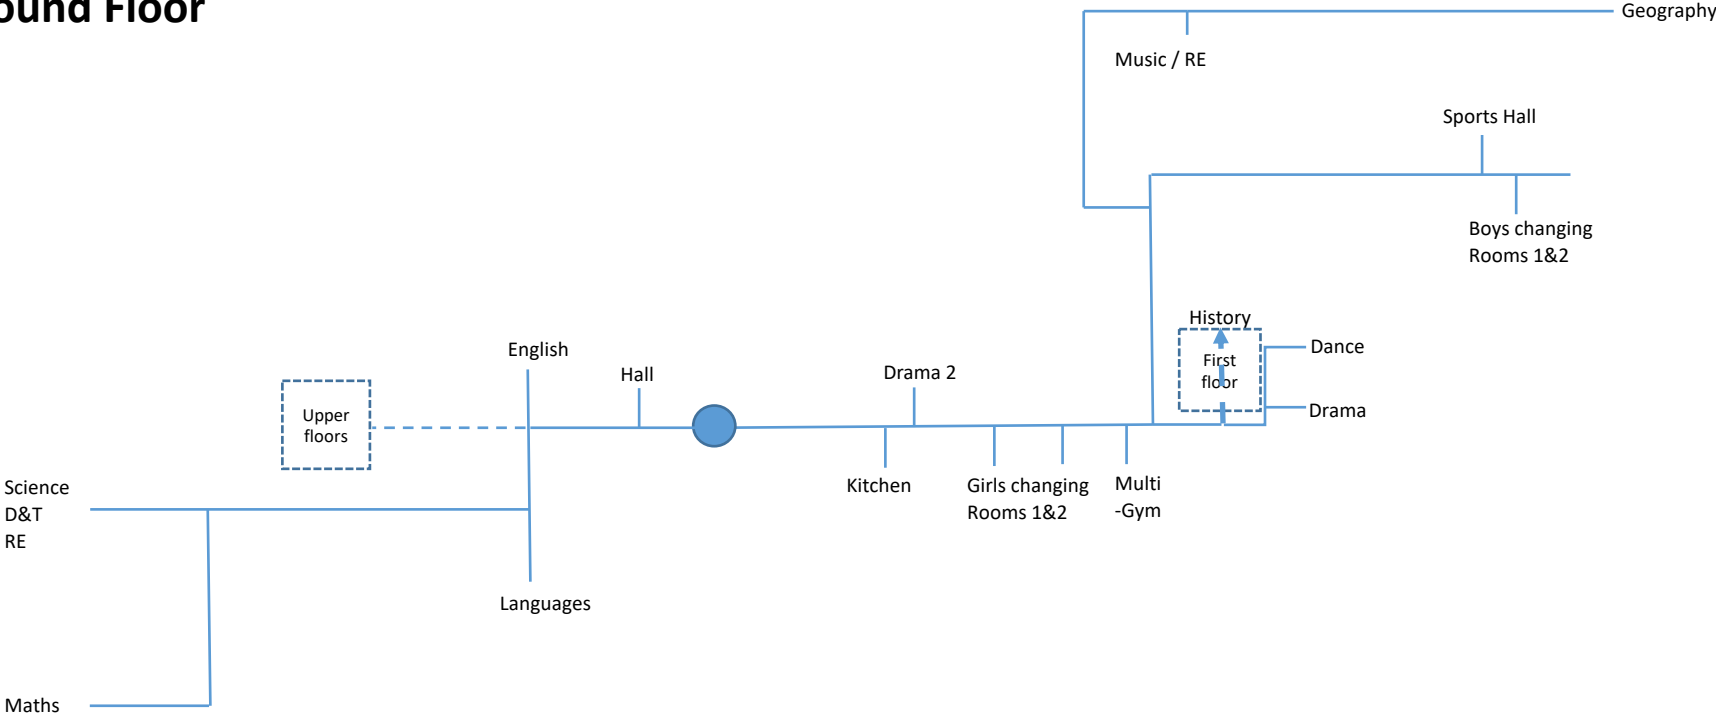 ound Floor
Geography
Music / RE
Sports Hall
Boys changing
Rooms 1&2
History
First
floor
Dance
Drama
English
Hall
Drama 2
Upper
floors
Kitchen
Girls changing
Rooms 1&2
Multi
-Gym
Science
D&T
RE
Languages
Maths